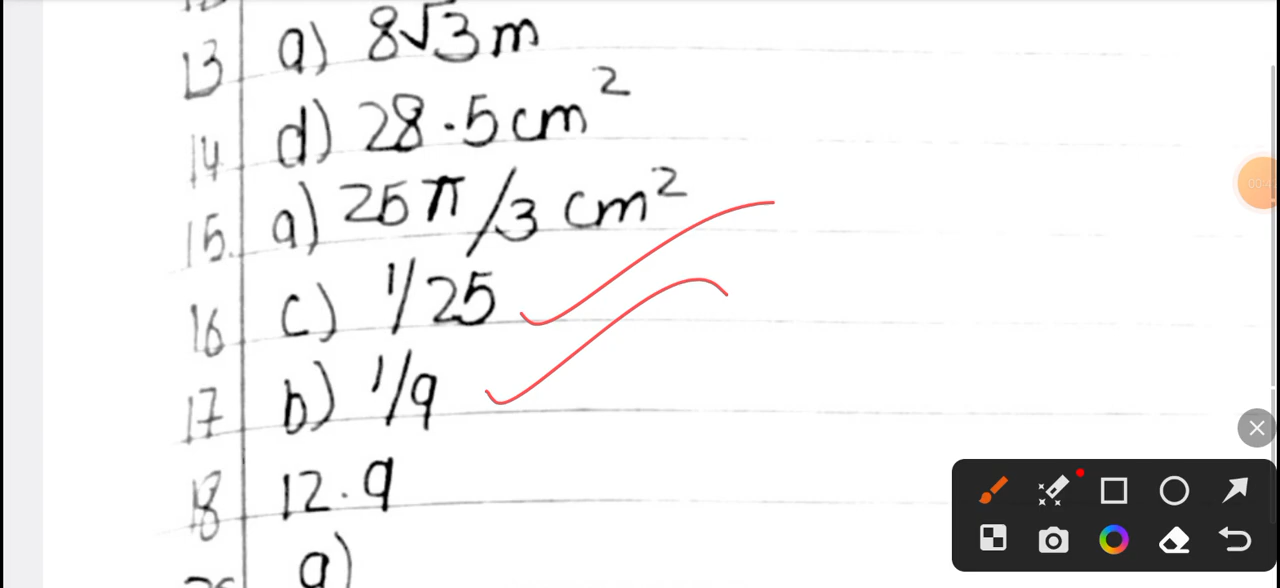 13 a) 8√3 m
14 d) 28.5 cm²
15. a) 25π/3 cm²
16 c) 1/25
17 b) 1/9
18 12.9
a)